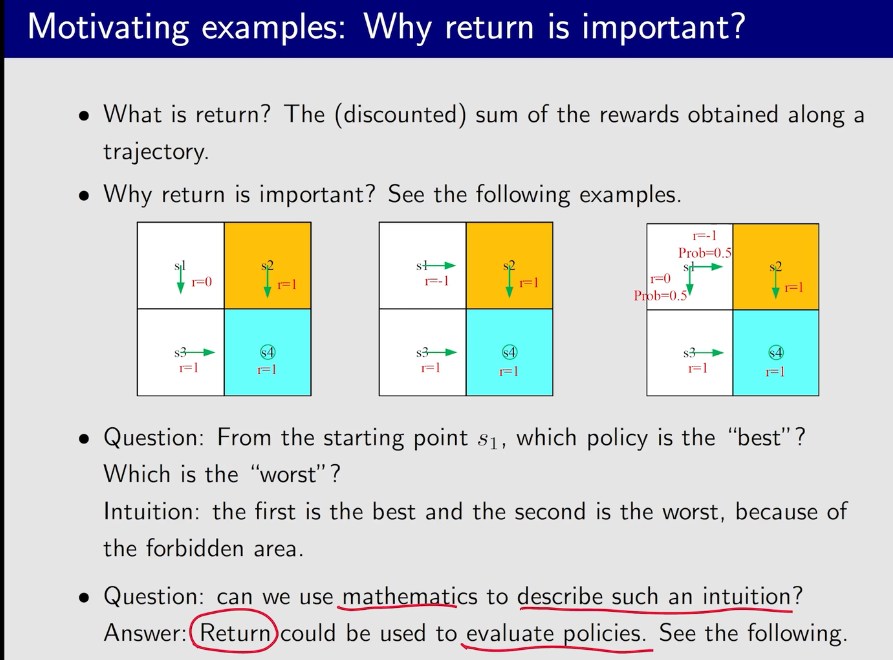 Motivating examples: Why return is important?
• What is return? The (discounted) sum of the rewards obtained along a
trajectory.
• Why return is important? See the following examples.
s1
r=0
s2
r=1
s3
r=1
s4
r=1
s1
r=-1
s2
r=1
s3
r=1
s4
r=1
r=-1
Prob=0.5
s1
r=0
Prob=0.5
s2
r=1
s3
r=1
s4
r=1
• Question: From the starting point s₁, which policy is the “best”?
Which is the “worst”?
Intuition: the first is the best and the second is the worst, because of
the forbidden area.
• Question: can we use mathematics to describe such an intuition?
Answer: Return could be used to evaluate policies. See the following.